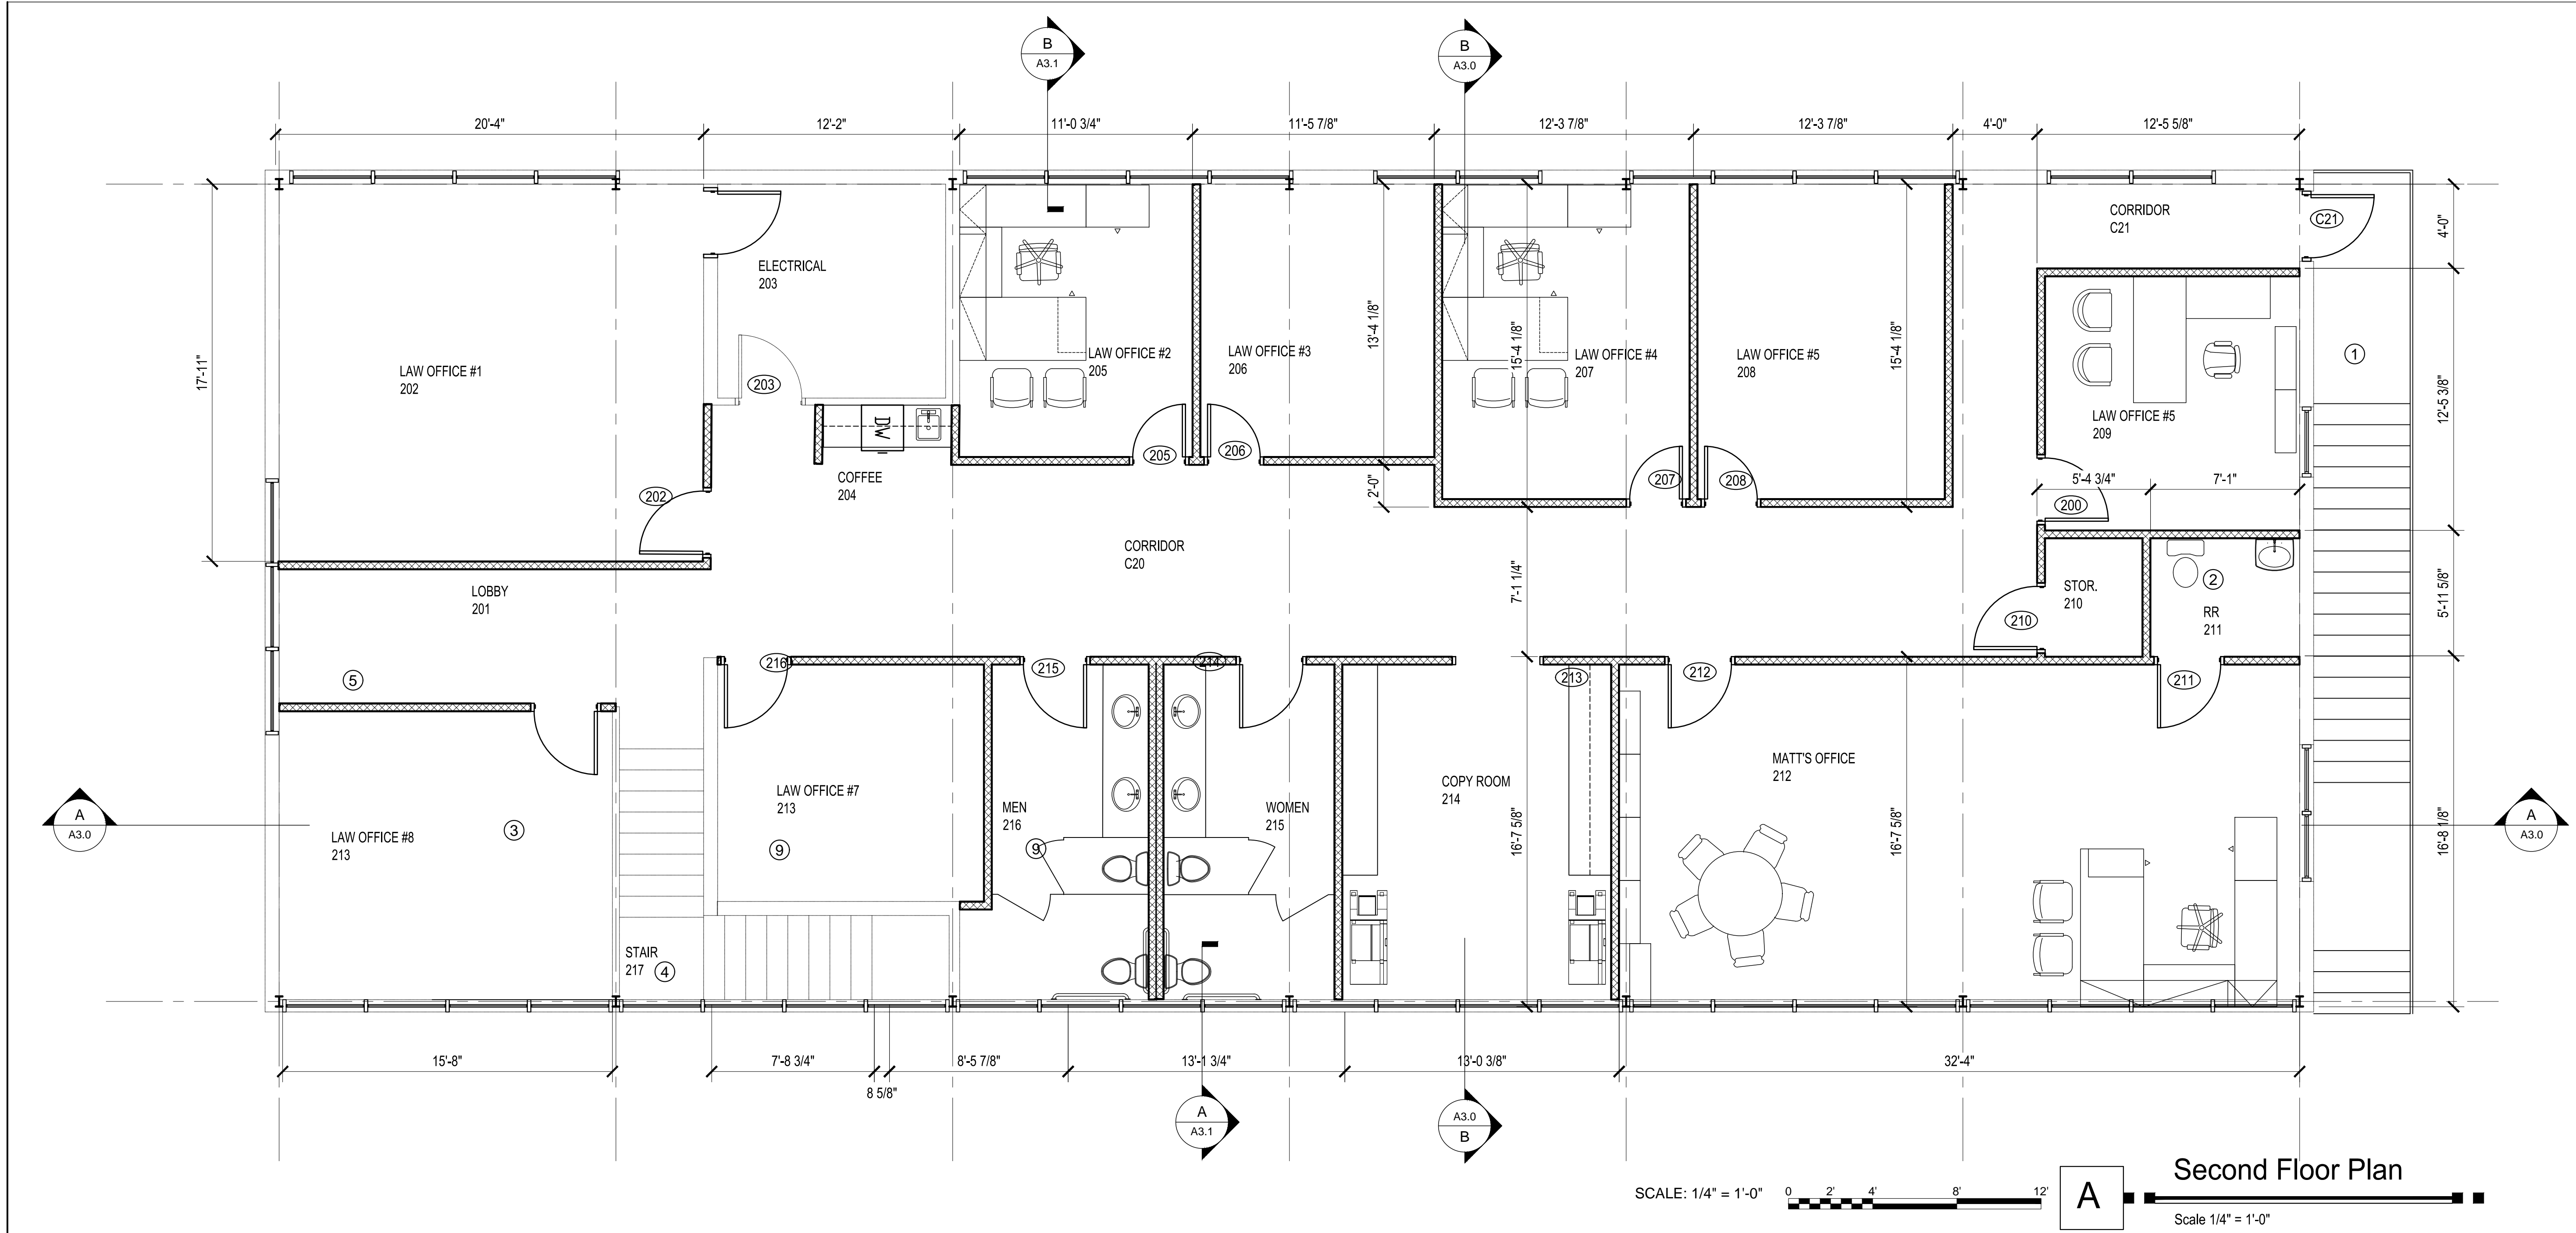 B
A3.1
B
A3.0
20'-4"
12'-2"
11'-0 3/4"
11'-5 7/8"
12'-3 7/8"
12'-3 7/8"
4'-0"
12'-5 5/8"
CORRIDOR
C21
C21
4'-0"
ELECTRICAL
203
17'-11"
LAW OFFICE #1
202
203
LAW OFFICE #2
205
LAW OFFICE #3
206
13'-4 1/8"
15'-4 1/8"
LAW OFFICE #4
207
LAW OFFICE #5
208
15'-4 1/8"
1
12'-5 3/8"
LAW OFFICE #5
209
DW
205
206
207
208
COFFEE
204
202
2'-0"
5'-4 3/4"
7'-1"
200
CORRIDOR
C20
LOBBY
201
7'-1 1/4"
STOR.
210
2
RR
211
5'-11 5/8"
210
5
216
215
214
213
212
211
LAW OFFICE #7
213
9
MEN
216
9
WOMEN
215
COPY ROOM
214
16'-7 5/8"
MATT'S OFFICE
212
16'-7 5/8"
16'-8 1/8"
A
A3.0
LAW OFFICE #8
213
3
A
A3.0
STAIR
217
4
15'-8"
7'-8 3/4"
8 5/8"
8'-5 7/8"
13'-1 3/4"
13'-0 3/8"
32'-4"
A
A3.1
A3.0
B
SCALE: 1/4" = 1'-0"
0 2' 4' 8' 12'
A
Second Floor Plan
Scale 1/4" = 1'-0"